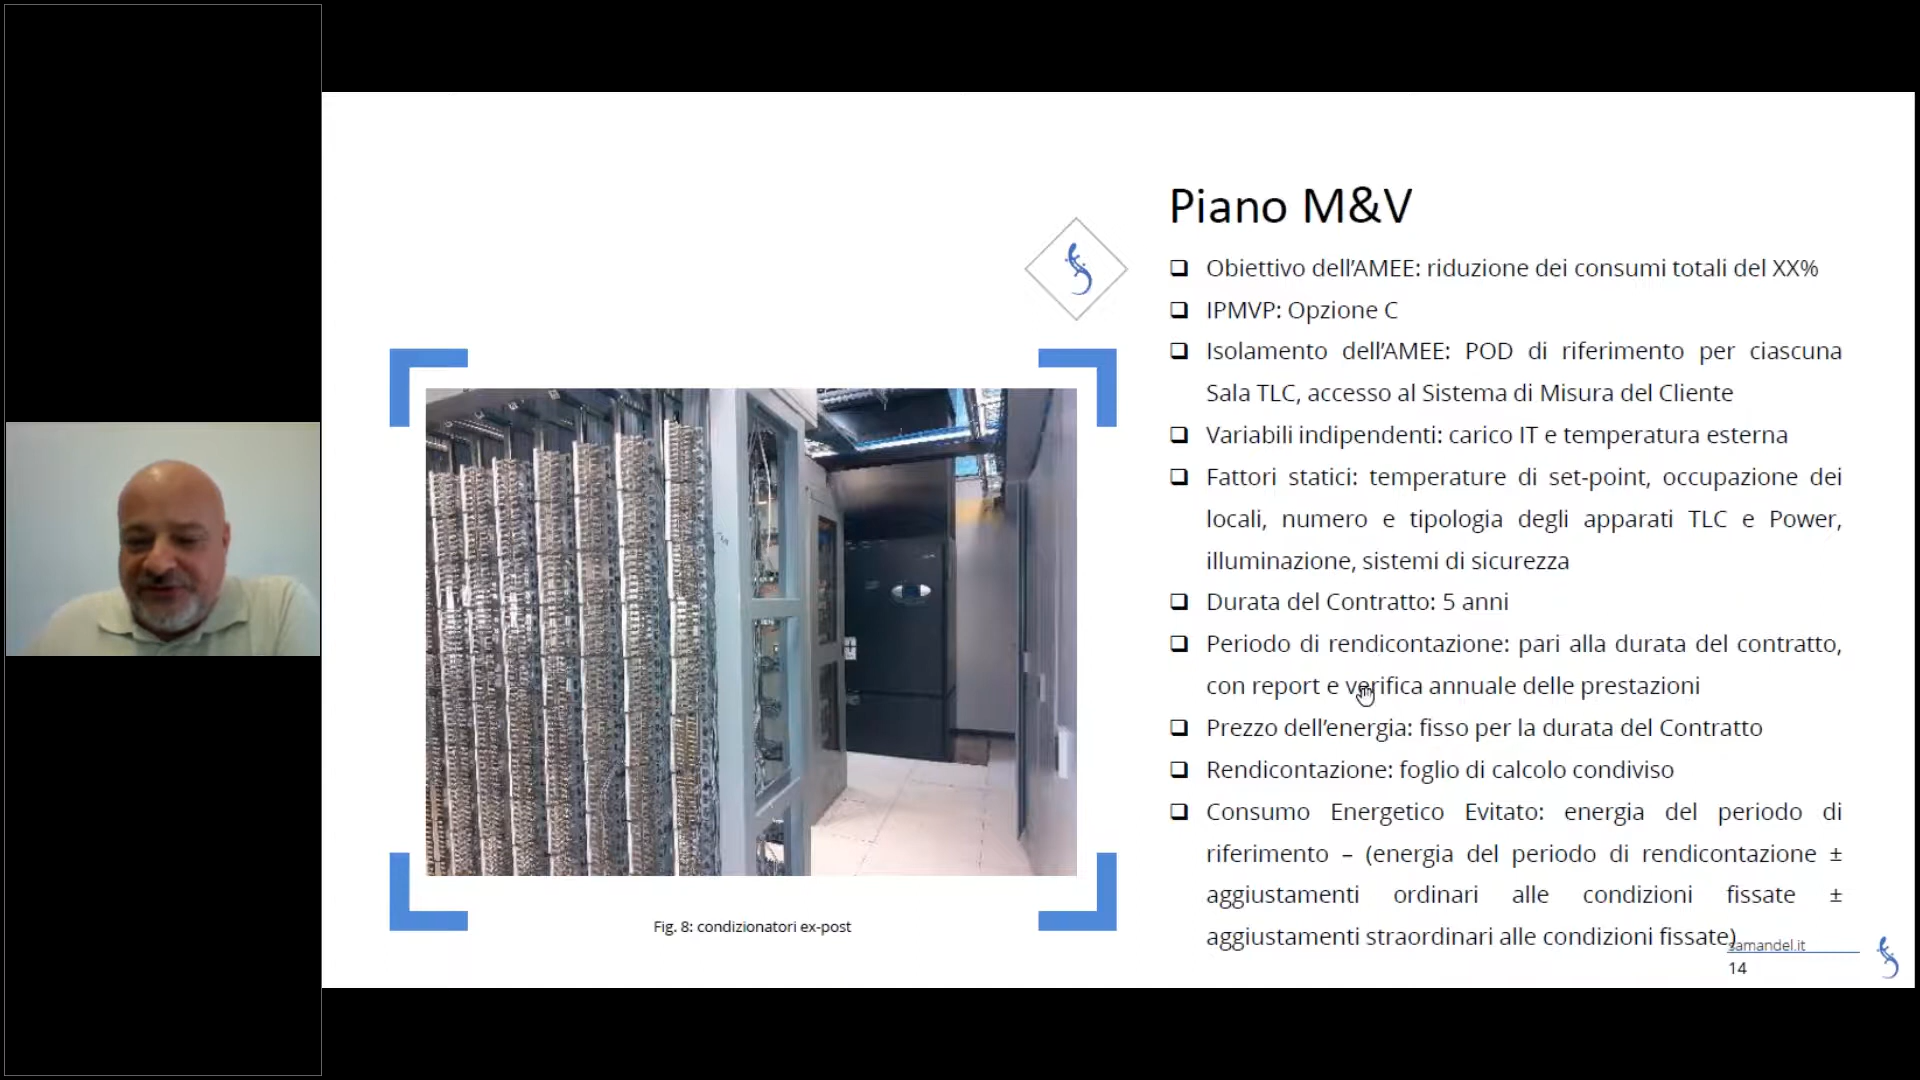 Piano M&V
❑ Obiettivo dell’AMEE: riduzione dei consumi totali del XX%
❑ IPMVP: Opzione C
❑ Isolamento dell’AMEE: POD di riferimento per ciascuna
Sala TLC, accesso al Sistema di Misura del Cliente
❑ Variabili indipendenti: carico IT e temperatura esterna
❑ Fattori statici: temperature di set-point, occupazione dei
locali, numero e tipologia degli apparati TLC e Power,
illuminazione, sistemi di sicurezza
❑ Durata del Contratto: 5 anni
❑ Periodo di rendicontazione: pari alla durata del contratto,
con report e verifica annuale delle prestazioni
❑ Prezzo dell’energia: fisso per la durata del Contratto
❑ Rendicontazione: foglio di calcolo condiviso
❑ Consumo Energetico Evitato: energia del periodo di
riferimento – (energia del periodo di rendicontazione ±
aggiustamenti ordinari alle condizioni fissate ±
aggiustamenti straordinari alle condizioni fissate)
Fig. 8: condizionatori ex-post
samandel.it
14